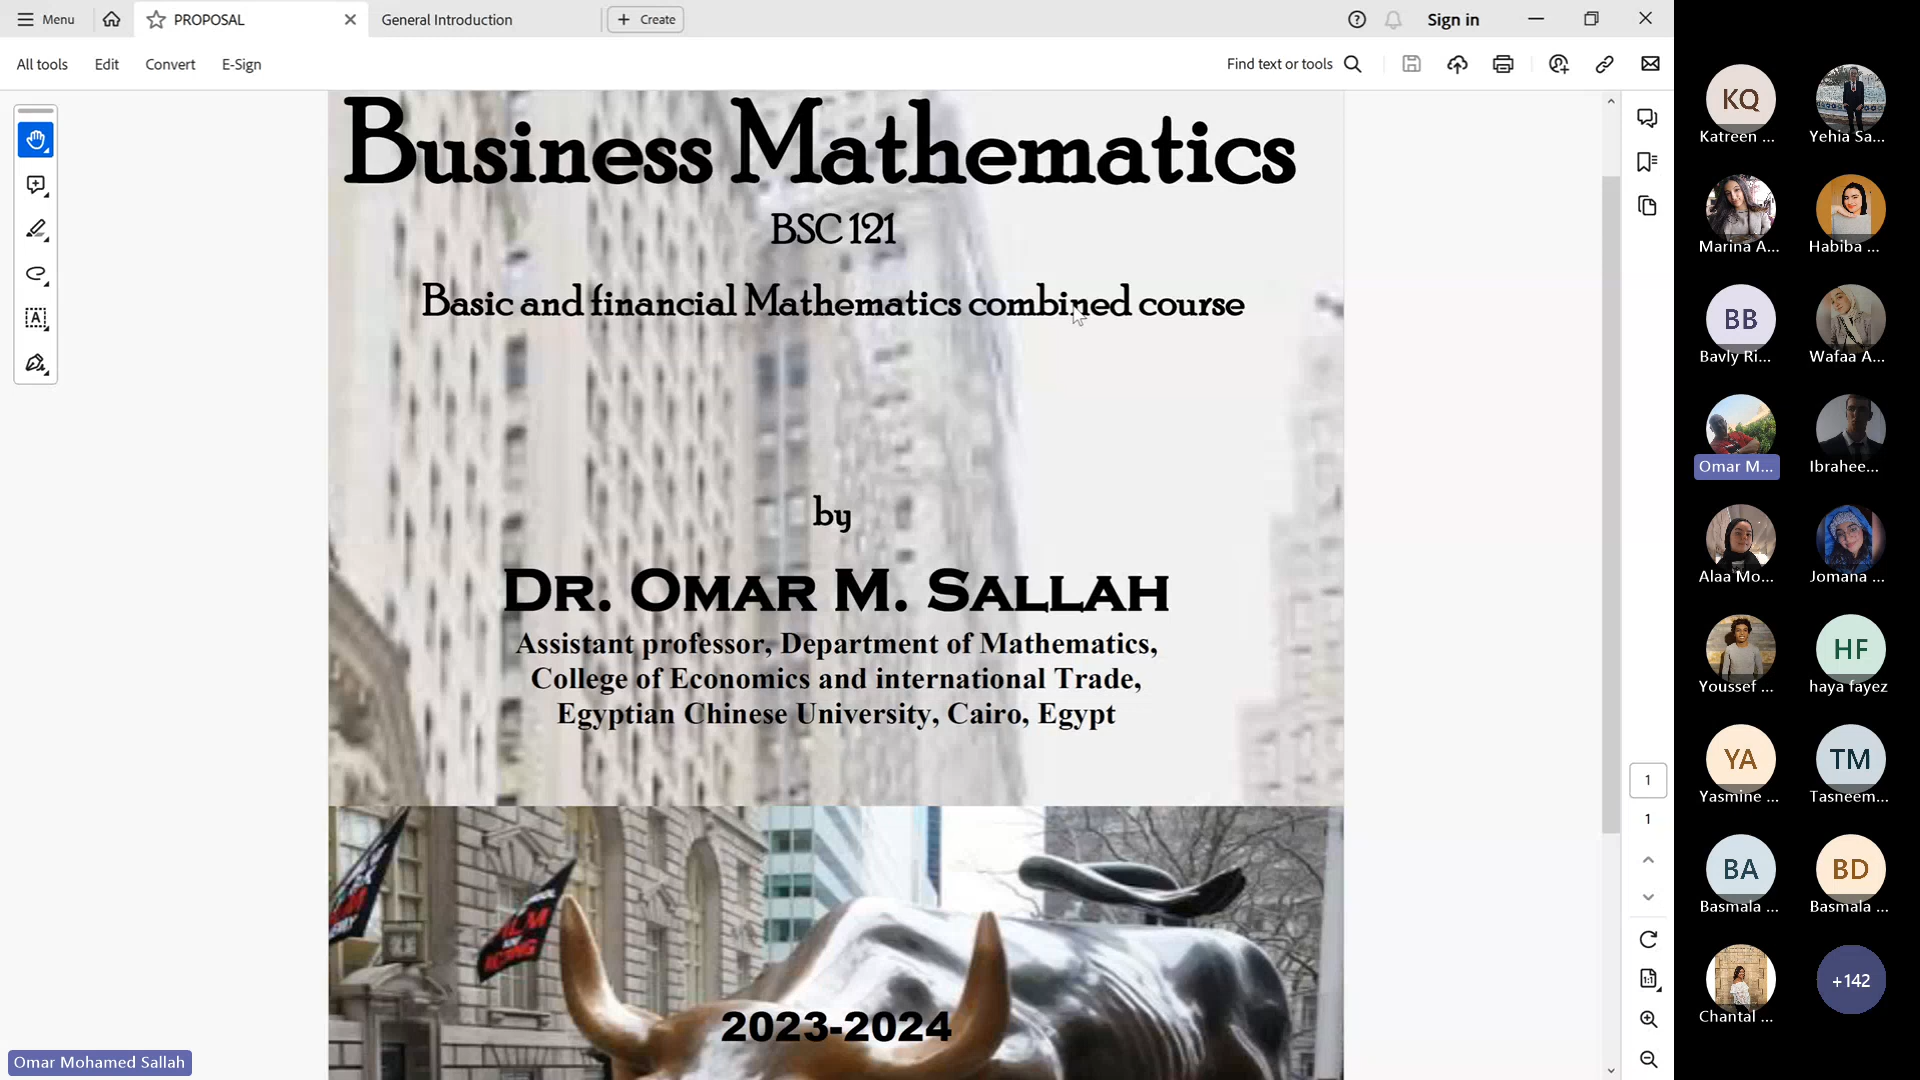 Menu
PROPOSAL
General Introduction
Create
Sign in
All tools
Edit
Convert
E-Sign
Find text or tools
Business Mathematics
BSC 121
Basic and financial Mathematics combined course
by
DR. OMAR M. SALLAH
Assistant professor, Department of Mathematics,
College of Economics and international Trade,
Egyptian Chinese University, Cairo, Egypt
2023-2024
1
1
Omar Mohamed Sallah
KQ
Katreen ...
Yehia Sa...
Marina A...
Habiba ...
BB
Bavly Ri...
Wafaa A...
Omar M...
Ibrahee...
Alaa Mo...
Jomana ...
Youssef ...
HF
haya fayez
YA
Yasmine ...
TM
Tasneem...
BA
Basmala ...
BD
Basmala ...
Chantal ...
+142